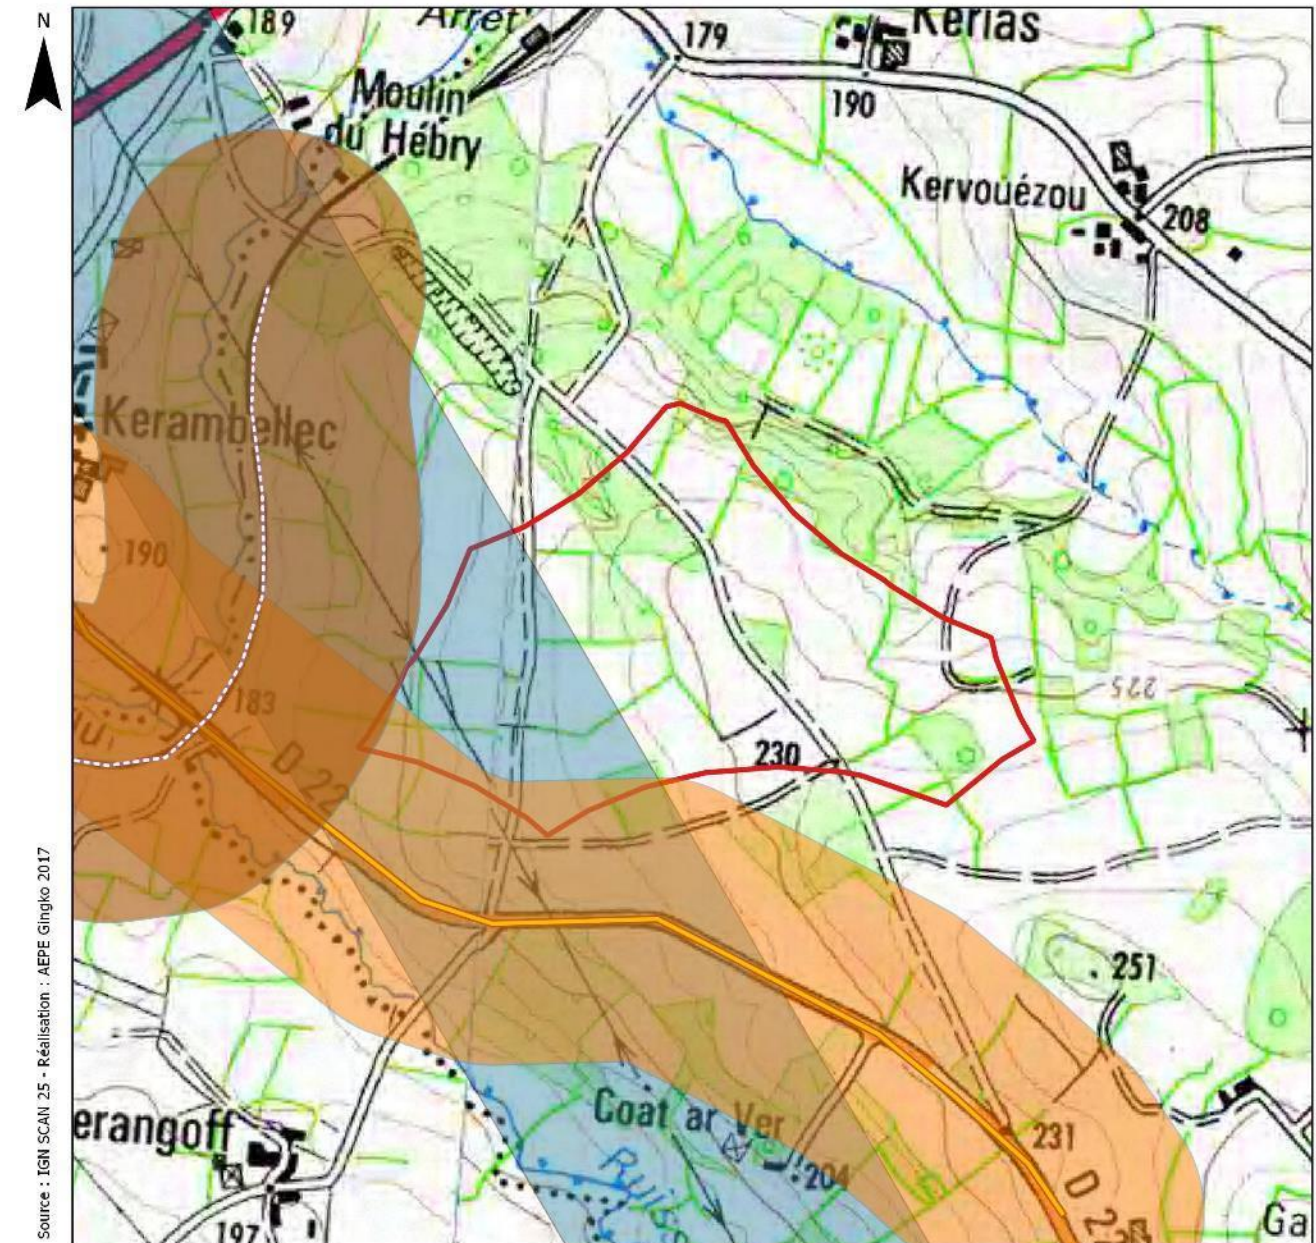 N
189
Arret
179
Kerlas
Moulin
du Hébry
190
Kervouézou
208
Kerambellec
190
183
225
D 22
230
251
Coat ar Ver
erangoff
204
231
D 22
Ruis
197
Ga
Source : IGN SCAN 25 - Réalisation : AEPE Gingko 2017